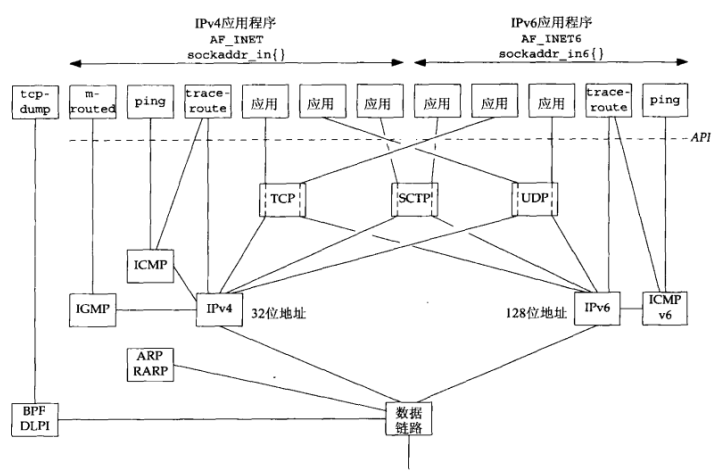 IPv4应用程序
AF_INET
sockaddr_in{}
IPv6应用程序
AF_INET6
sockaddr_in6{}
tcp-
dump
m-
routed
ping
trace-
route
应用
应用
应用
应用
应用
应用
trace-
route
ping
API
TCP
SCTP
UDP
ICMP
IGMP
IPv4
32位地址
128位地址
IPv6
ICMP
v6
ARP
RARP
BPF
DLPI
数据
链路